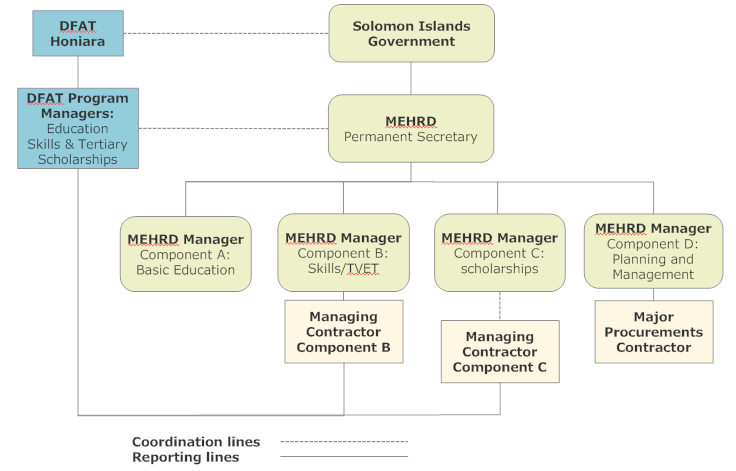 DFAT
Honiara
Solomon Islands
Government
DFAT Program
Managers:
Education
Skills & Tertiary
Scholarships
MEHRD
Permanent Secretary
MEHRD Manager
Component A:
Basic Education
MEHRD Manager
Component B:
Skills/TVET
MEHRD Manager
Component C:
scholarships
MEHRD Manager
Component D:
Planning and
Management
Managing
Contractor
Component B
Managing
Contractor
Component C
Major
Procurements
Contractor
Coordination lines
Reporting lines